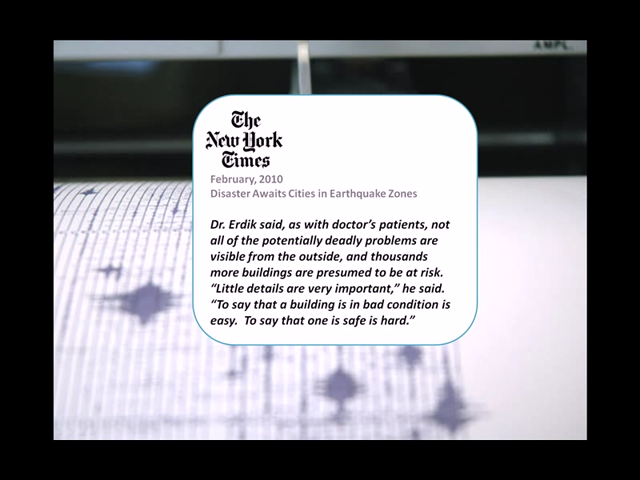 AMPL.
The
New York
Times
February, 2010
Disaster Awaits Cities in Earthquake Zones
Dr. Erdik said, as with doctor's patients, not
all of the potentially deadly problems are
visible from the outside, and thousands
more buildings are presumed to be at risk.
“Little details are very important,” he said.
“To say that a building is in bad condition is
easy.  To say that one is safe is hard.”